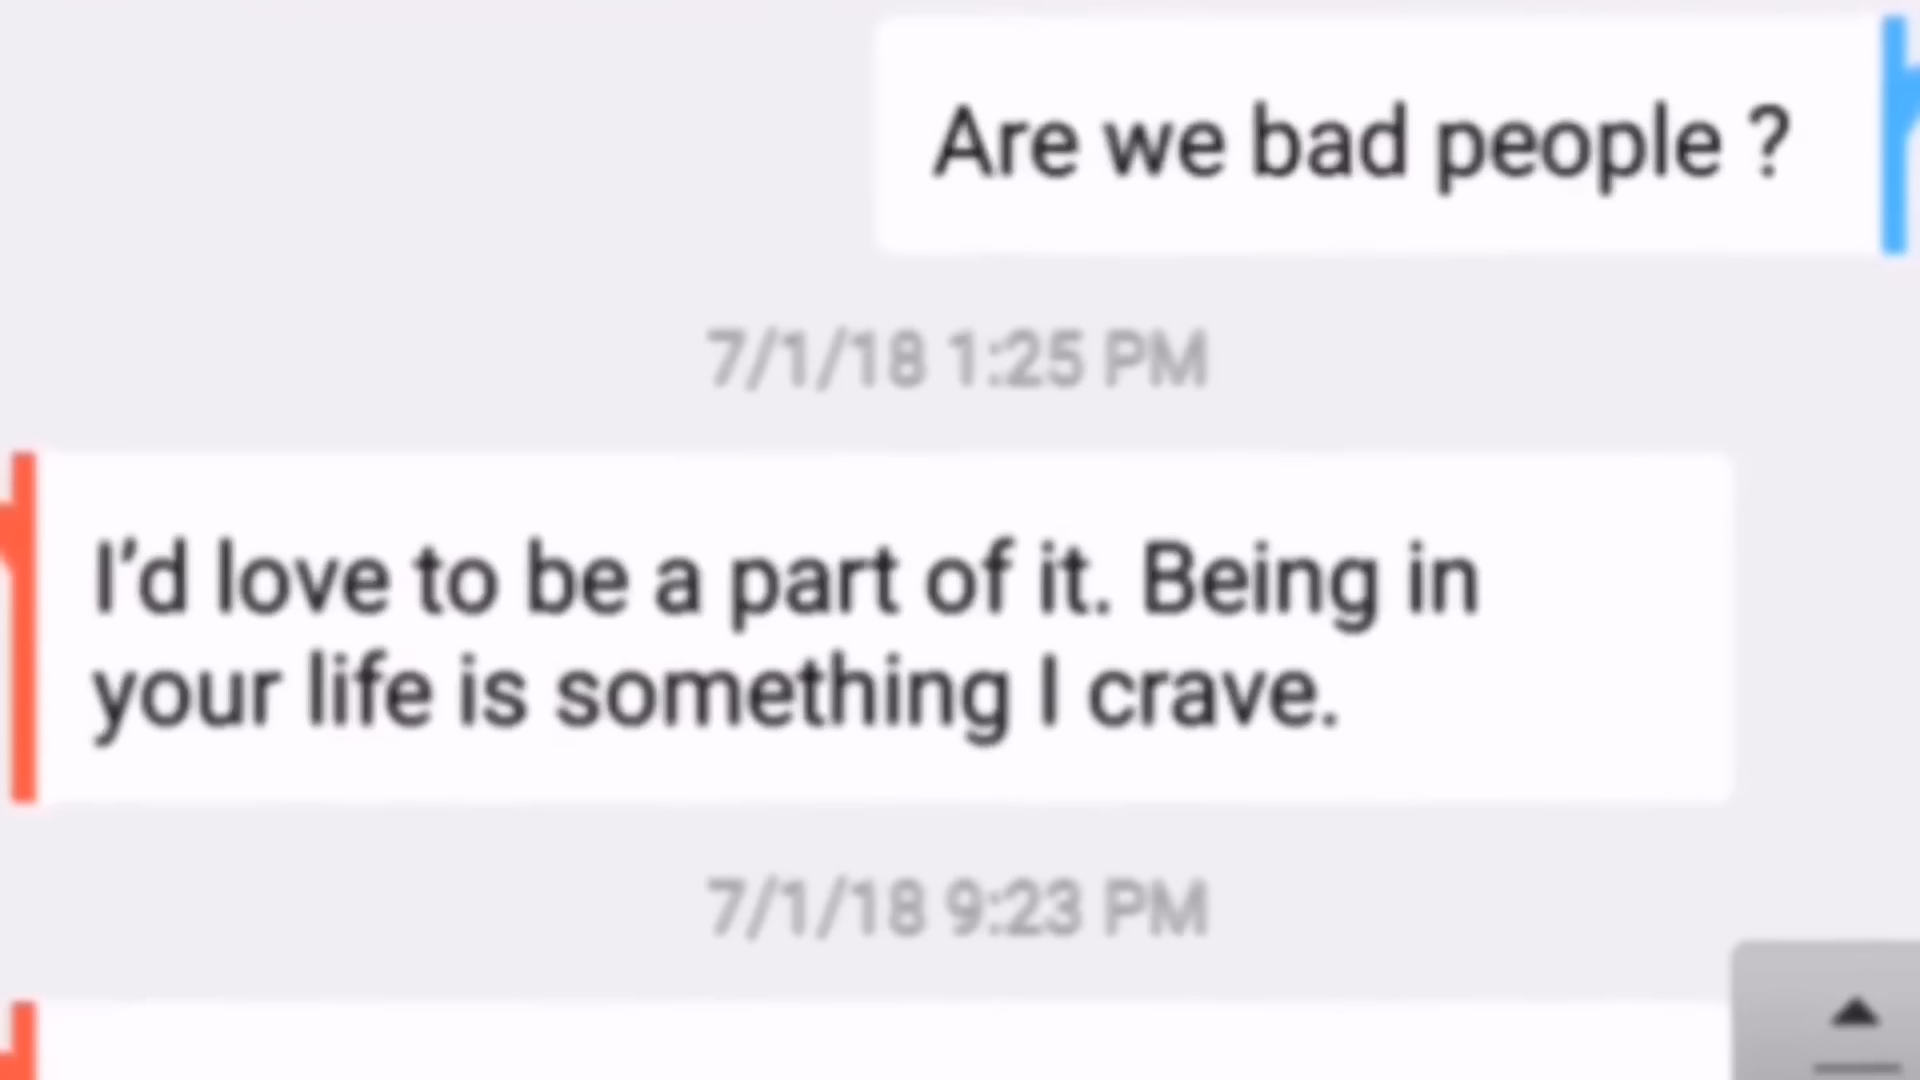 Are we bad people ?
7/1/18 1:25 PM
I'd love to be a part of it. Being in
your life is something I crave.
7/1/18 9:23 PM